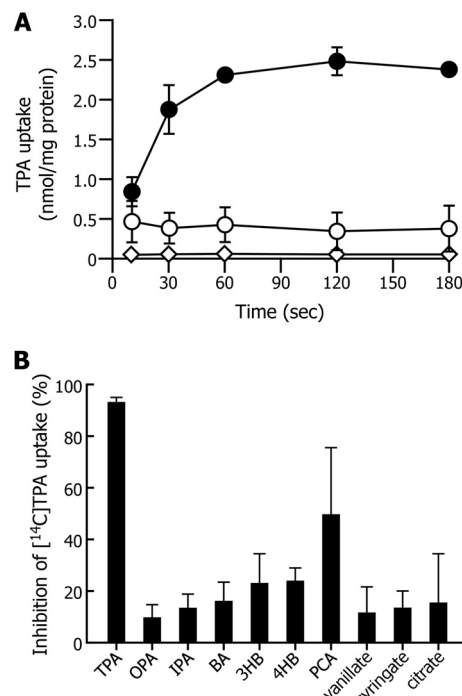 A
TPA uptake
(nmol/mg protein)
3.0
2.5
2.0
1.5
1.0
0.5
0
0 30 60 90 120 150 180
Time (sec)
B
Inhibition of [¹⁴C]TPA uptake (%)
100
80
60
40
20
0
TPA OPA IPA BA 3HB 4HB PCA vanillate syringate citrate